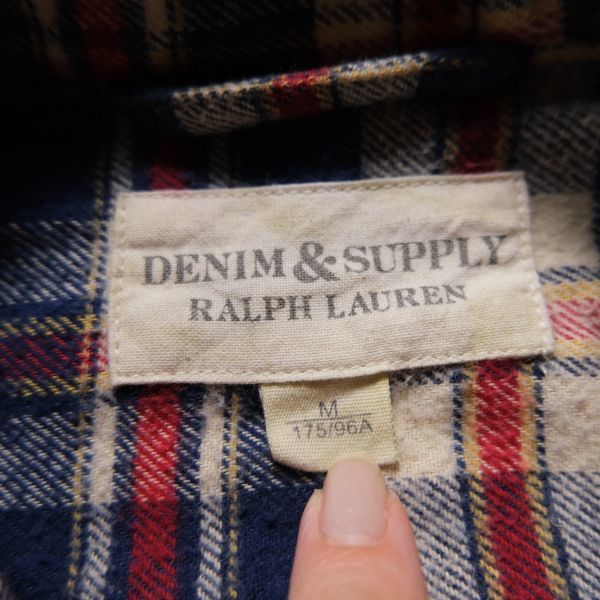 DENIM & SUPPLY
RALPH LAUREN
M
175/96A